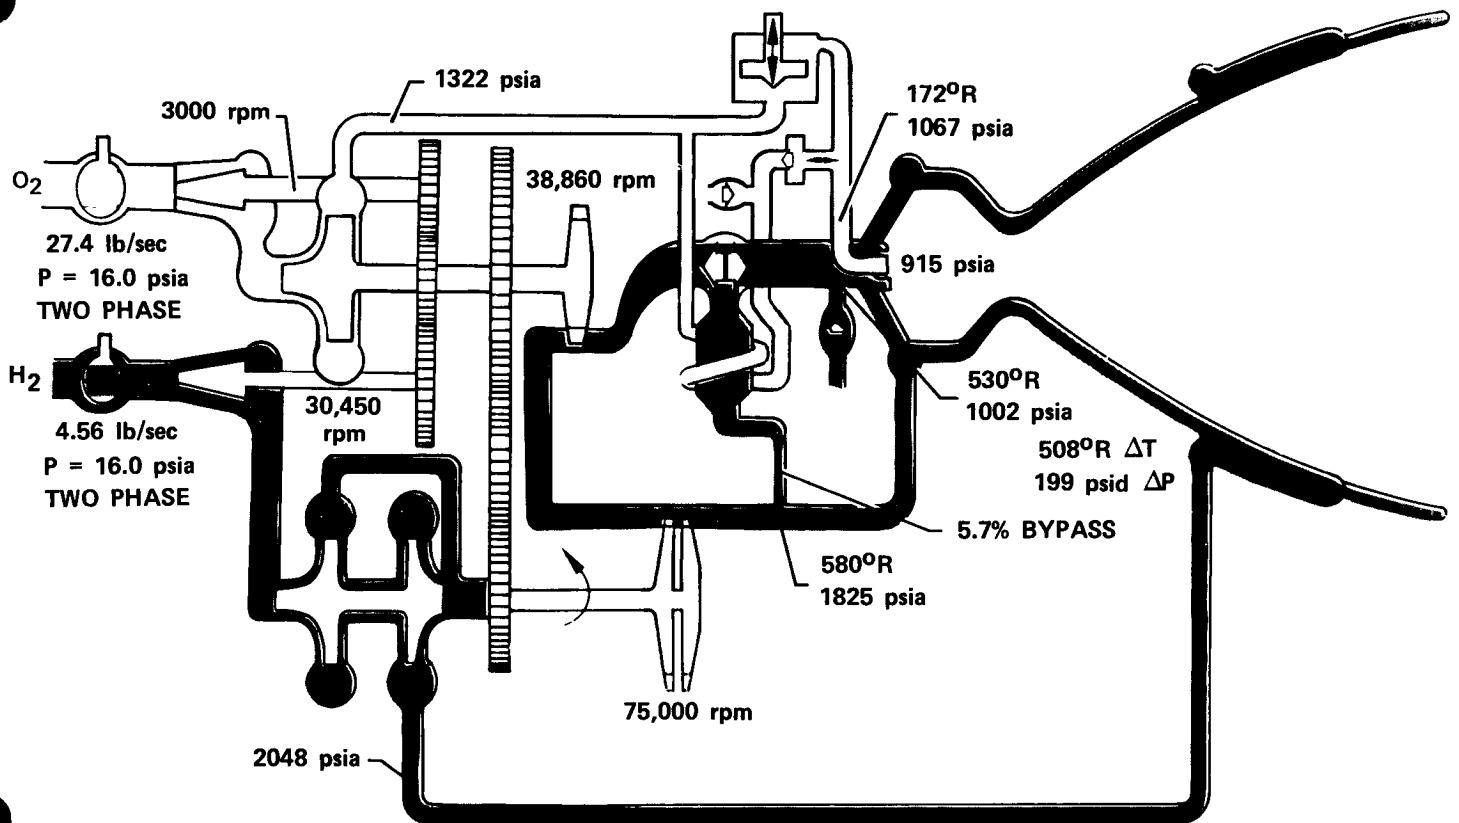 1322 psia
3000 rpm
172°R
1067 psia
O2
38,860 rpm
27.4 lb/sec
P = 16.0 psia
TWO PHASE
915 psia
H2
30,450
rpm
530°R
1002 psia
4.56 lb/sec
P = 16.0 psia
TWO PHASE
508°R ΔT
199 psid ΔP
5.7% BYPASS
580°R
1825 psia
75,000 rpm
2048 psia